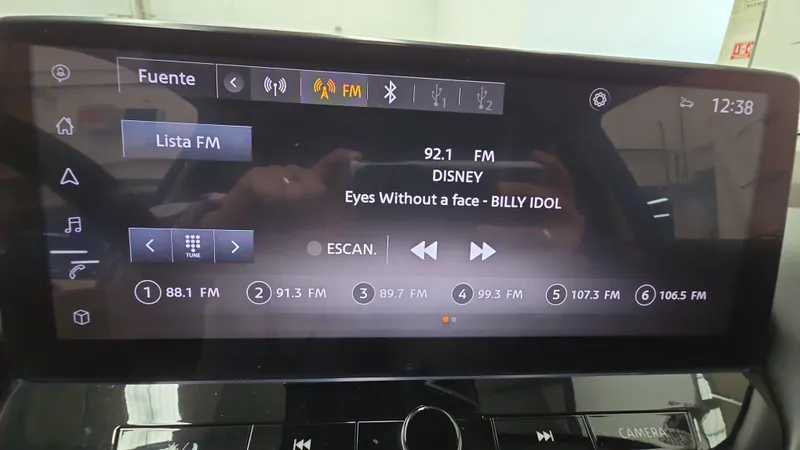 Fuente
FM
1
2
12:38
Lista FM
92.1 FM
DISNEY
Eyes Without a face - BILLY IDOL
TUNE
ESCAN.
1 88.1 FM
2 91.3 FM
3 89.7 FM
4 99.3 FM
5 107.3 FM
6 106.5 FM
CAMERA